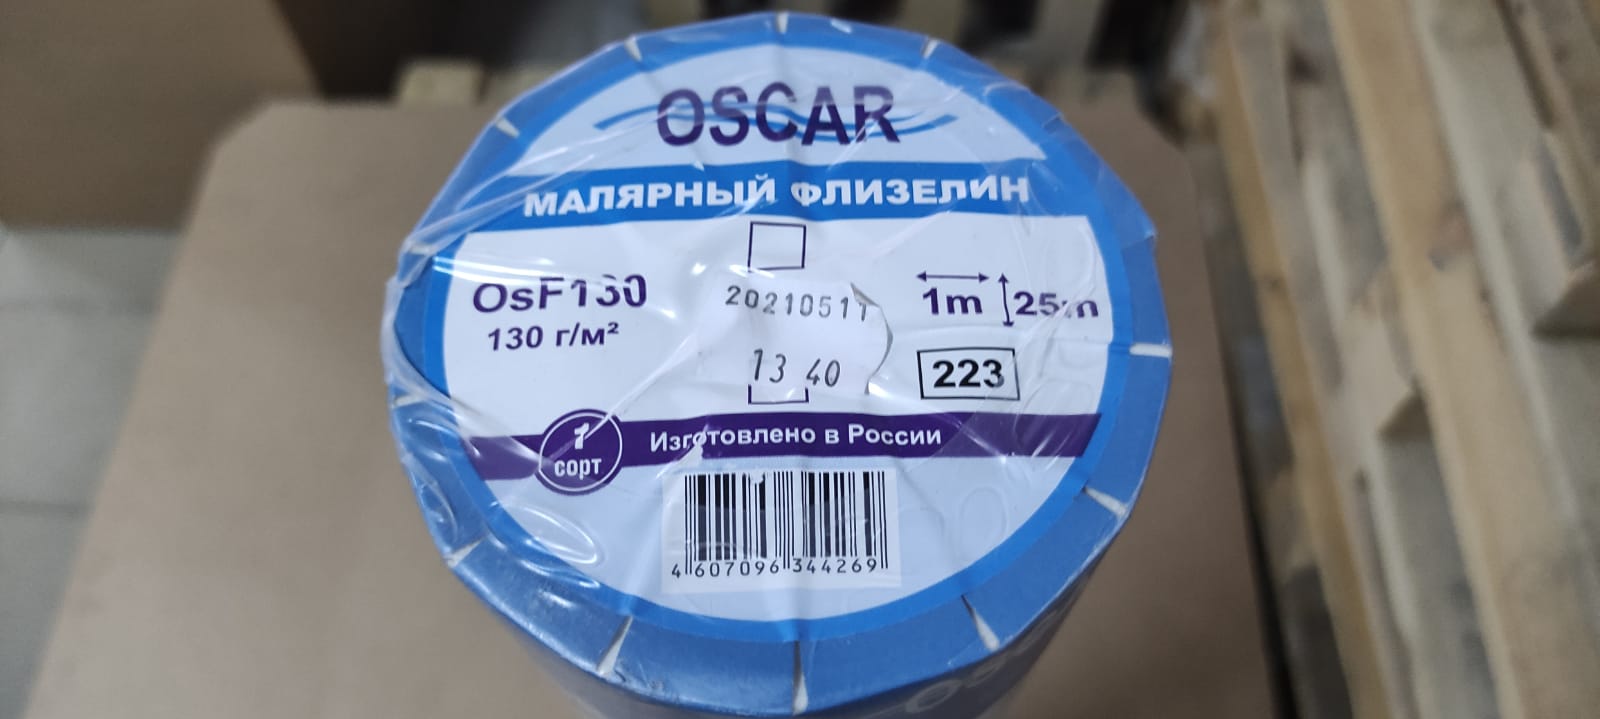 OSCAR
МАЛЯРНЫЙ ФЛИЗЕЛИН
OsF130
130 г/м²
20210511
13 40
1m 25m
223
1 сорт
Изготовлено в России
4 607096 344269